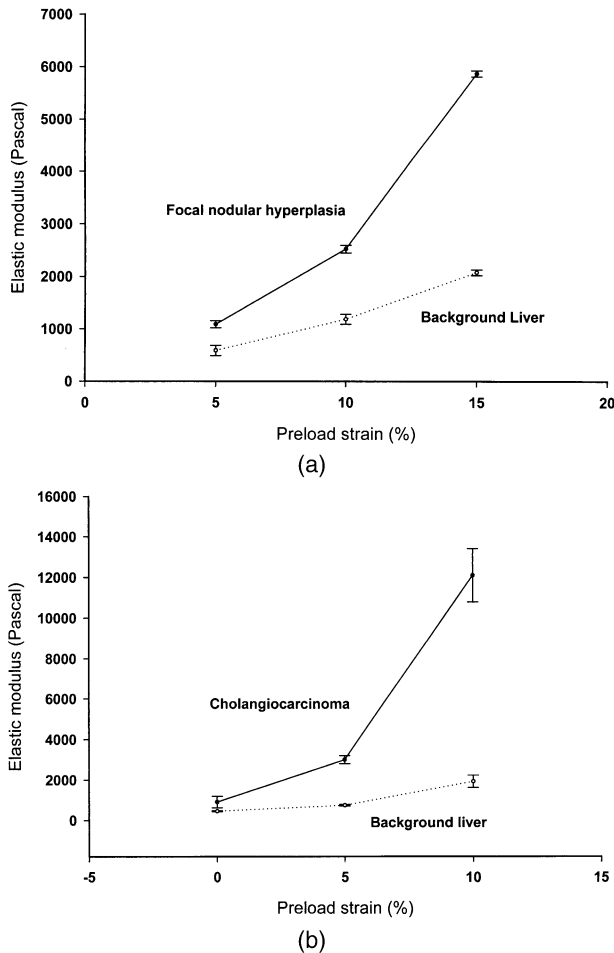 7000
6000
5000
4000
3000
2000
1000
0
Elastic modulus (Pascal)
Focal nodular hyperplasia
Background Liver
0 5 10 15 20
Preload strain (%)
(a)
16000
14000
12000
10000
8000
6000
4000
2000
0
Elastic modulus (Pascal)
Cholangiocarcinoma
Background liver
-5 0 5 10 15
Preload strain (%)
(b)